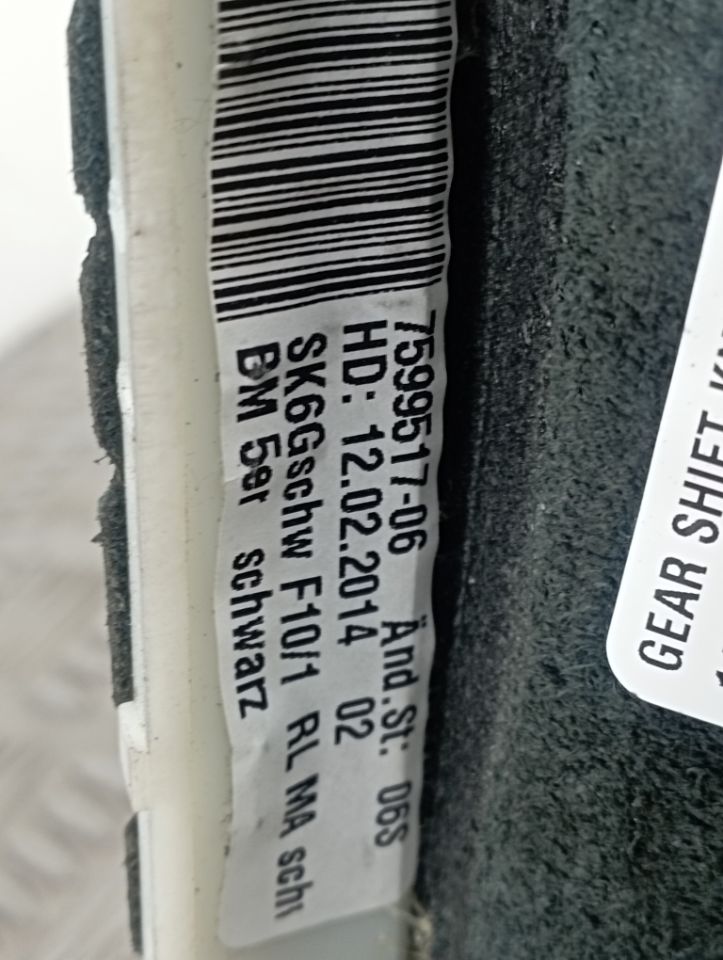 7599517-06 Änd.St: 06S
HD: 12.02.2014 02
SK6Gschw F10/1 RL MA
BM 5er schwarz
GEAR SHIFT